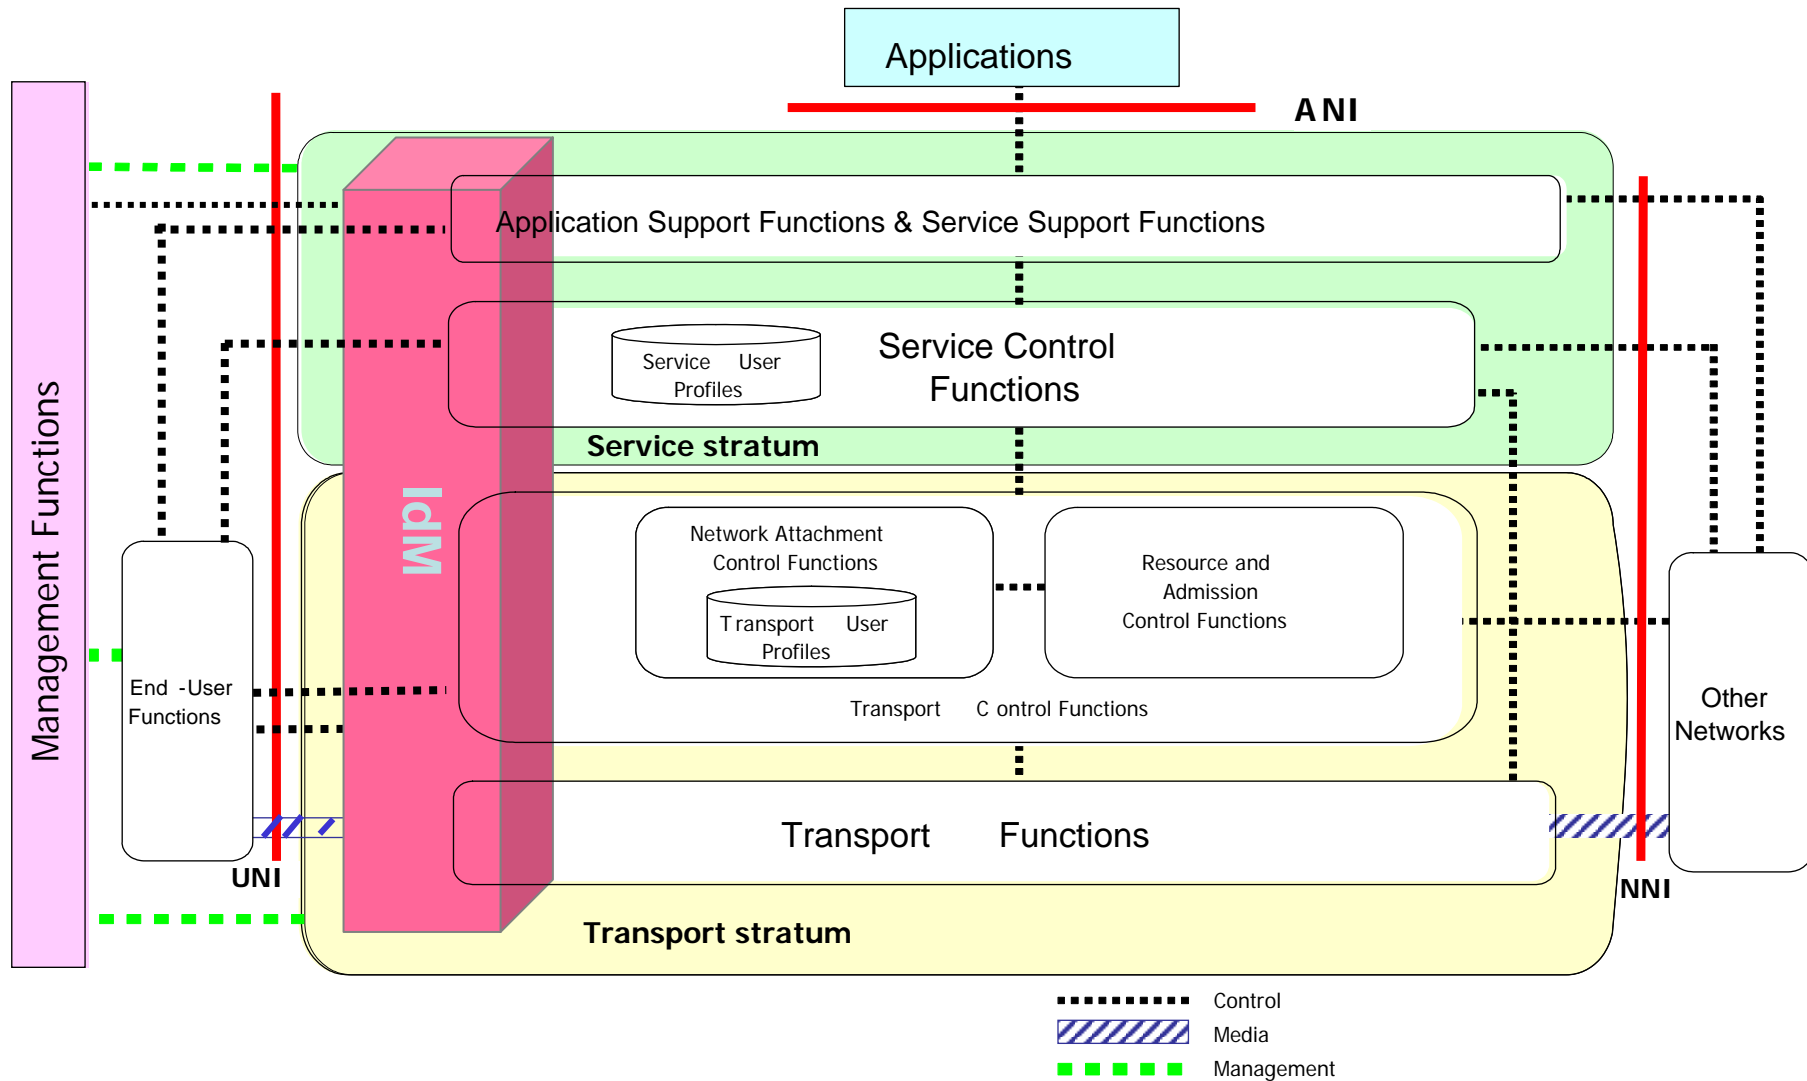 Applications
ANI
Management Functions
Application Support Functions & Service Support Functions
Service User
Profiles
Service Control
Functions
Service stratum
IdM
Network Attachment
Control Functions
Transport User
Profiles
Resource and
Admission
Control Functions
Transport Control Functions
End -User
Functions
Other
Networks
Transport Functions
UNI
NNI
Transport stratum
Control
Media
Management